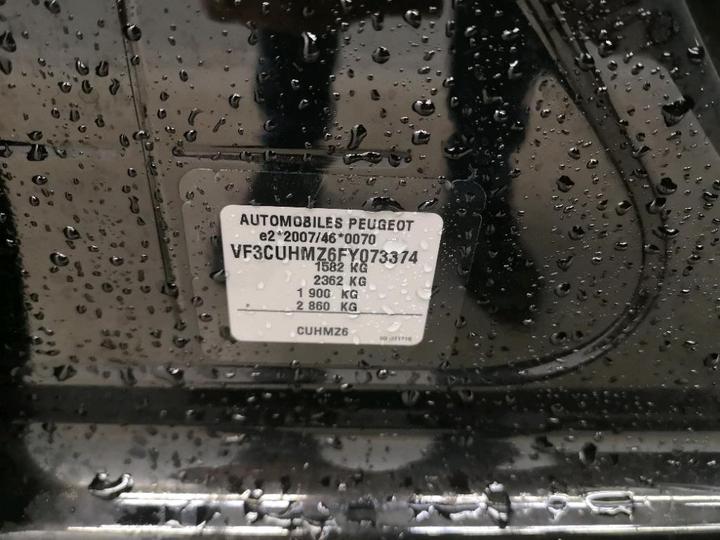 AUTOMOBILES PEUGEOT
e2*2007/46*0070
VF3CUHMZ6FY073374
1582 KG
2362 KG
1 900 KG
2 860 KG
CUHMZ6